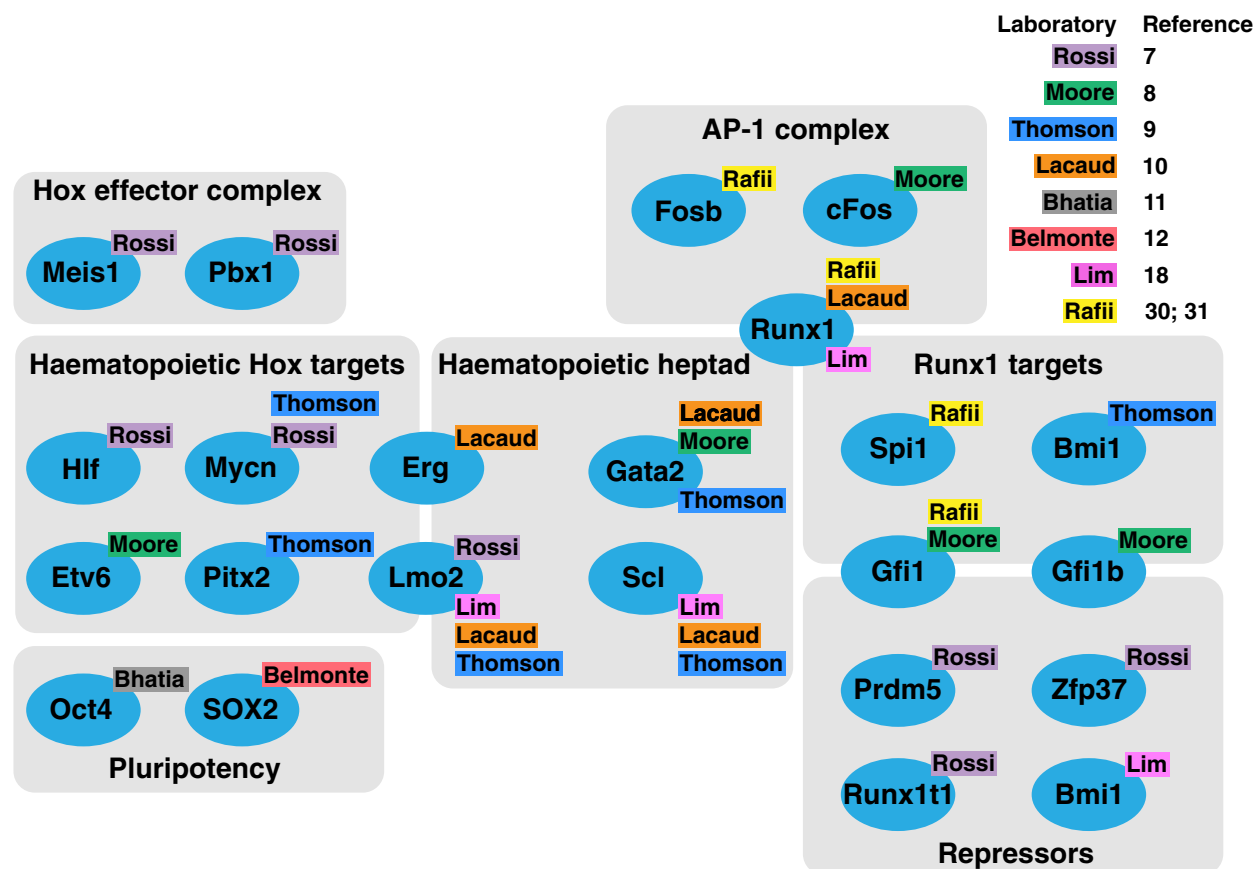 Laboratory Reference
Rossi 7
Moore 8
Thomson 9
Lacaud 10
Bhatia 11
Belmonte 12
Lim 18
Rafii 30; 31
AP-1 complex
Rafii
Fosb
Moore
cFos
Rafii
Lacaud
Runx1
Lim
Hox effector complex
Rossi
Meis1
Rossi
Pbx1
Haematopoietic Hox targets
Rossi
Hlf
Thomson
Rossi
Mycn
Moore
Etv6
Thomson
Pitx2
Haematopoietic heptad
Lacaud
Erg
Lacaud
Moore
Gata2
Thomson
Rossi
Lmo2
Lim
Lacaud
Thomson
Scl
Lim
Lacaud
Thomson
Runx1 targets
Rafii
Spi1
Thomson
Bmi1
Rafii
Moore
Gfi1
Moore
Gfi1b
Rossi
Prdm5
Rossi
Zfp37
Rossi
Runx1t1
Lim
Bmi1
Repressors
Bhatia
Oct4
Belmonte
SOX2
Pluripotency